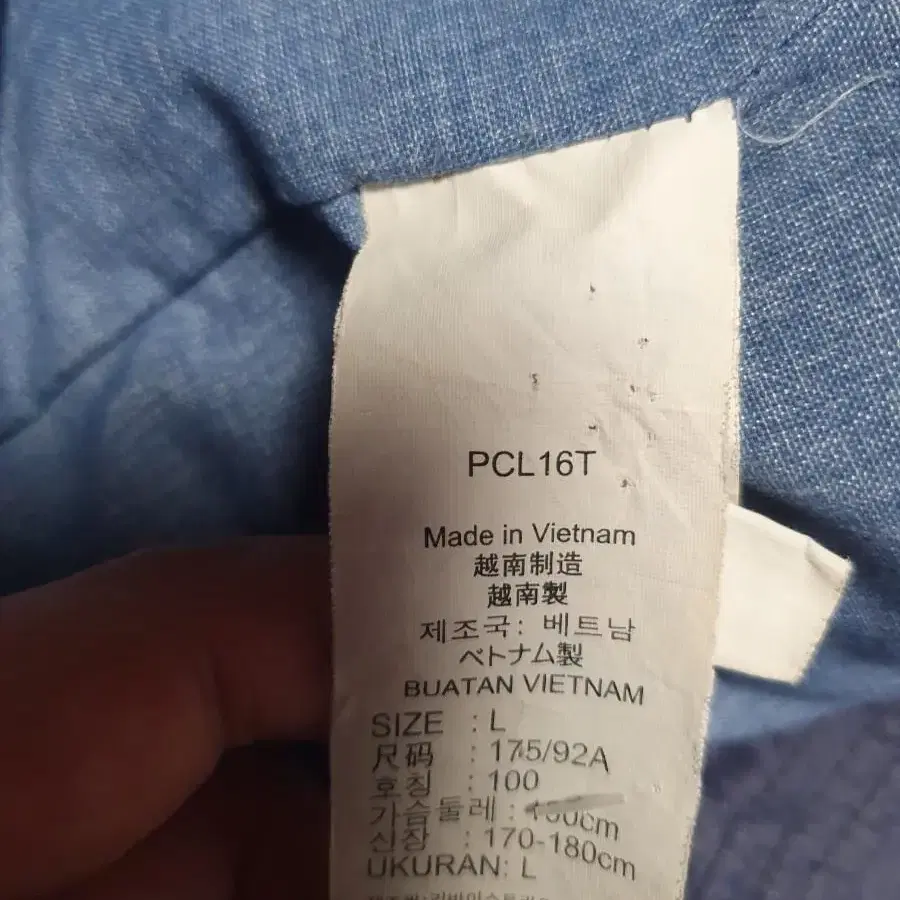 PCL16T
Made in Vietnam
越南制造
越南製
제조국: 베트남
ベトナム製
BUATAN VIETNAM
SIZE : L
尺码 : 175/92A
호칭 : 100
가슴둘레 :
신장 : 170-180cm
UKURAN: L